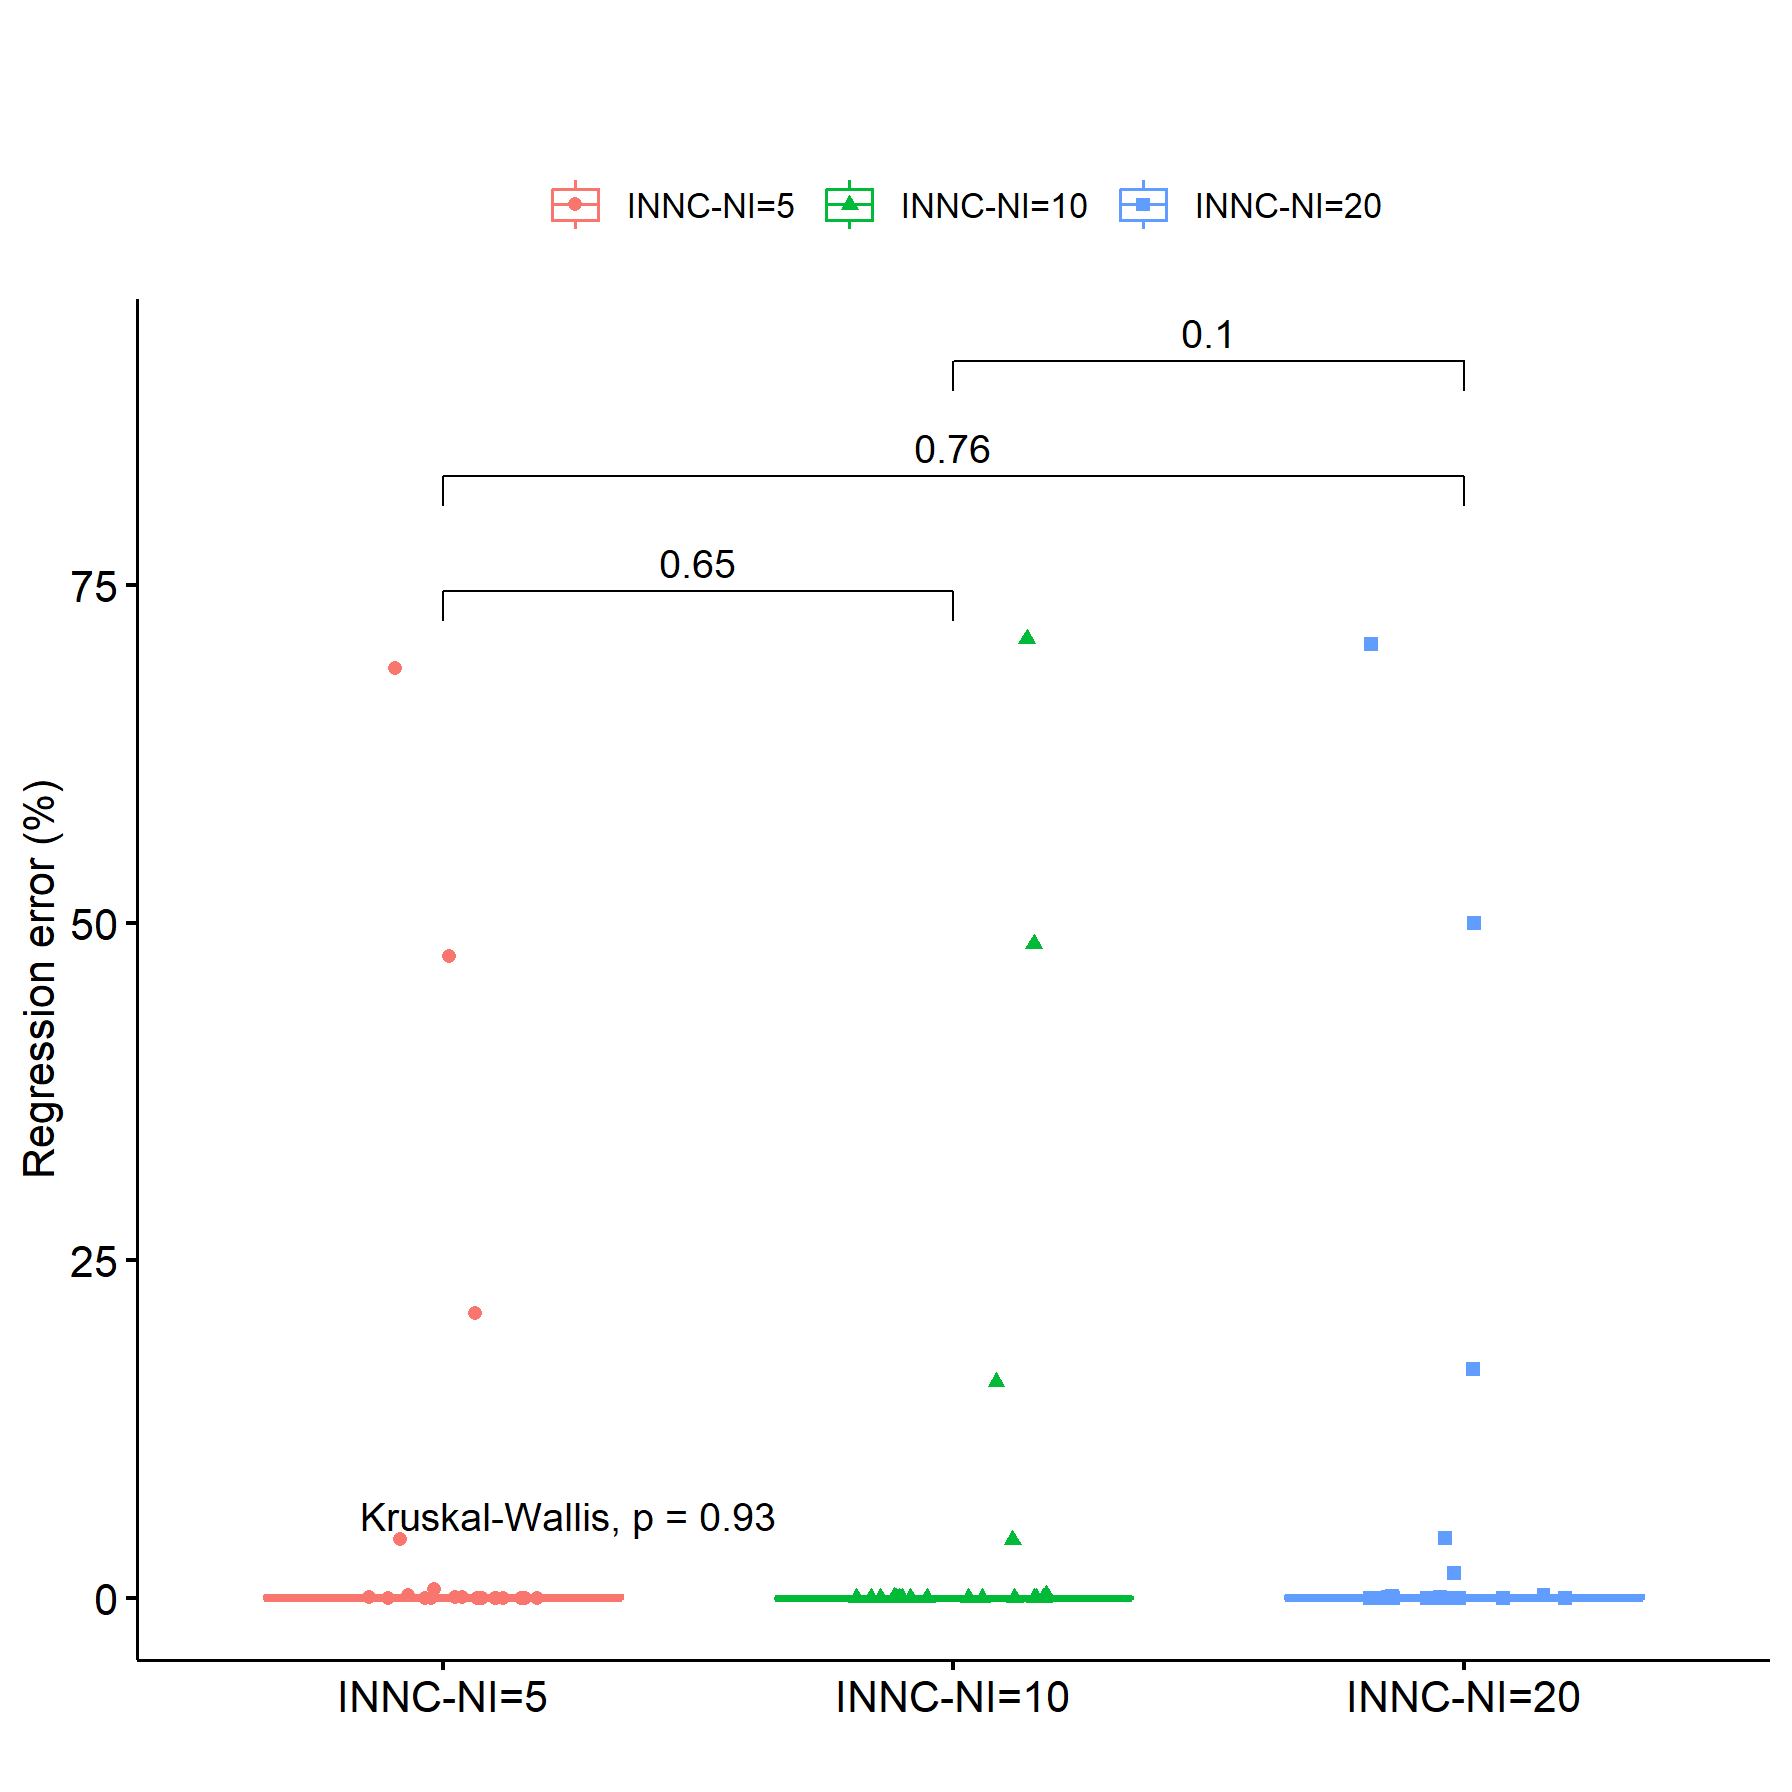 INNC-NI=5 INNC-NI=10 INNC-NI=20
0.1
0.76
0.65
75
50
25
0
Regression error (%)
Kruskal-Wallis, p = 0.93
INNC-NI=5 INNC-NI=10 INNC-NI=20